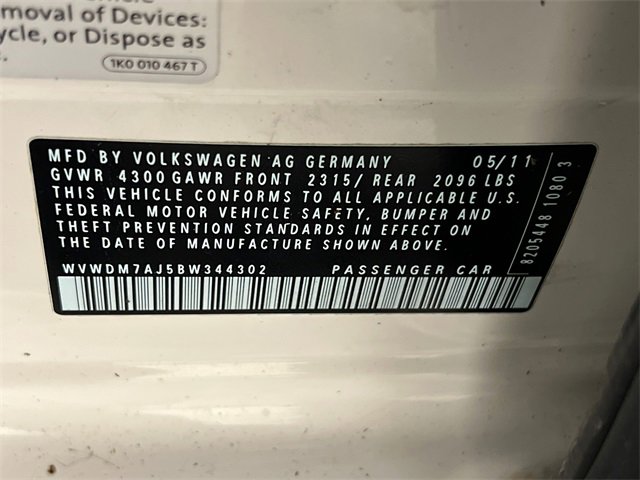 moval of Devices:
cycle, or Dispose as
1K0 010 467 T
MFD BY VOLKSWAGEN AG GERMANY 05/11
GVWR 4300 GAWR FRONT 2315/ REAR 2096 LBS
THIS VEHICLE CONFORMS TO ALL APPLICABLE U.S.
FEDERAL MOTOR VEHICLE SAFETY, BUMPER AND
THEFT PREVENTION STANDARDS IN EFFECT ON
THE DATE OF MANUFACTURE SHOWN ABOVE.
WVWDM7AJ5BW344302 PASSENGER CAR
8205448 1080 3